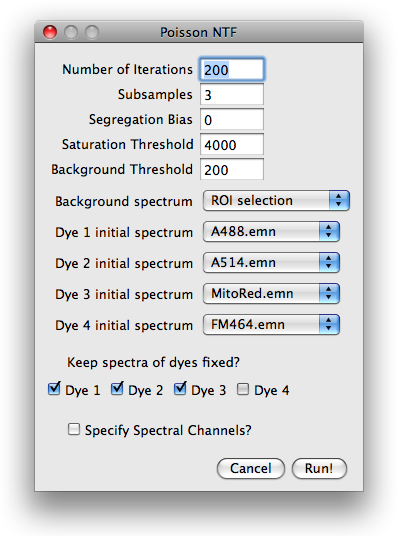 Poisson NTF
Number of Iterations 200
Subsamples 3
Segregation Bias 0
Saturation Threshold 4000
Background Threshold 200
Background spectrum ROI selection
Dye 1 initial spectrum A488.emn
Dye 2 initial spectrum A514.emn
Dye 3 initial spectrum MitoRed.emn
Dye 4 initial spectrum FM464.emn
Keep spectra of dyes fixed?
Dye 1 Dye 2 Dye 3 Dye 4
Specify Spectral Channels?
Cancel Run!